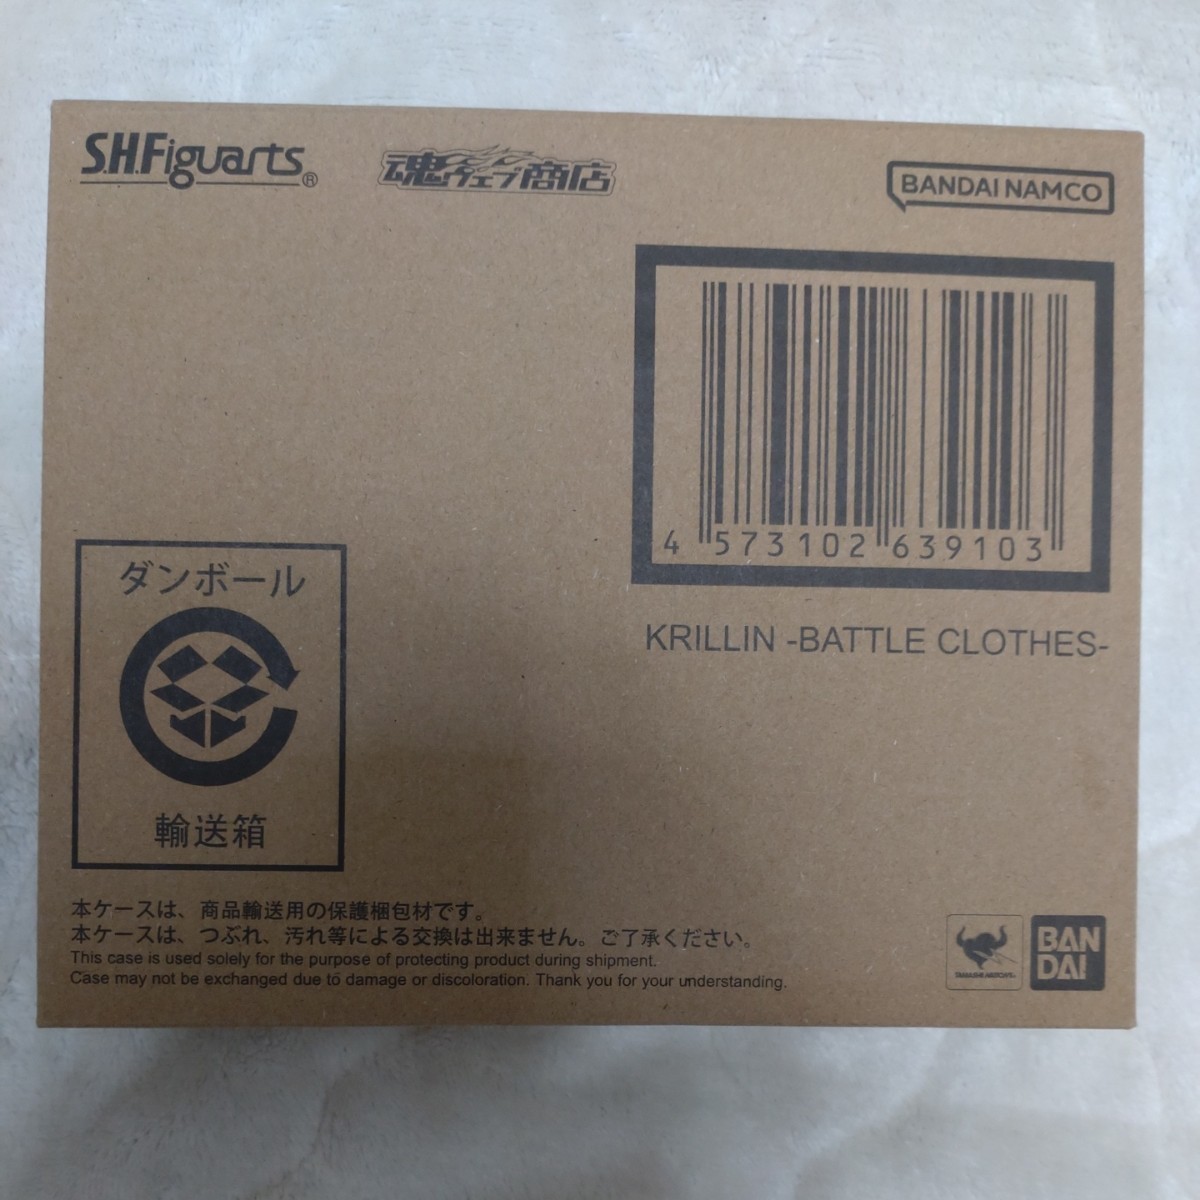 S.H.Figuarts®
魂ウェブ商店
BANDAI NAMCO
4 573102 639103
KRILLIN -BATTLE CLOTHES-
ダンボール
輸送箱
本ケースは、商品輸送用の保護梱包材です。
本ケースは、つぶれ、汚れ等による交換は出来ません。ご了承ください。
This case is used solely for the purpose of protecting product during shipment.
Case may not be exchanged due to damage or discoloration. Thank you for your understanding.
TAMASHII NATIONS
BAN
DAI